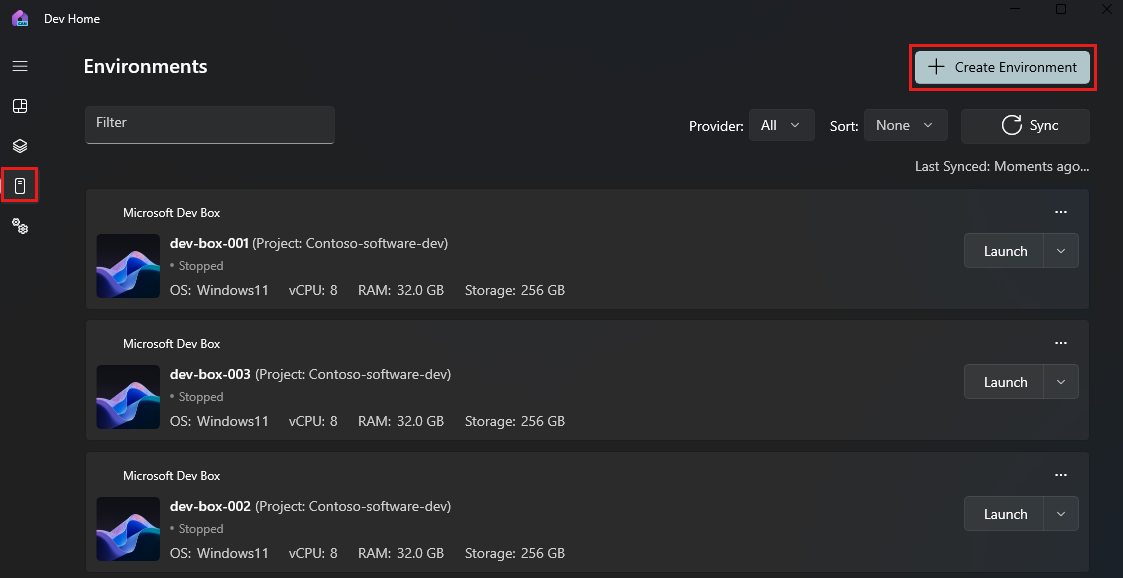 Dev Home
Environments
Create Environment
Filter
Provider: All Sort: None Sync
Last Synced: Moments ago...
Microsoft Dev Box
dev-box-001 (Project: Contoso-software-dev)
• Stopped
Launch
OS: Windows11 vCPU: 8 RAM: 32.0 GB Storage: 256 GB
Microsoft Dev Box
dev-box-003 (Project: Contoso-software-dev)
• Stopped
Launch
OS: Windows11 vCPU: 8 RAM: 32.0 GB Storage: 256 GB
Microsoft Dev Box
dev-box-002 (Project: Contoso-software-dev)
• Stopped
Launch
OS: Windows11 vCPU: 8 RAM: 32.0 GB Storage: 256 GB